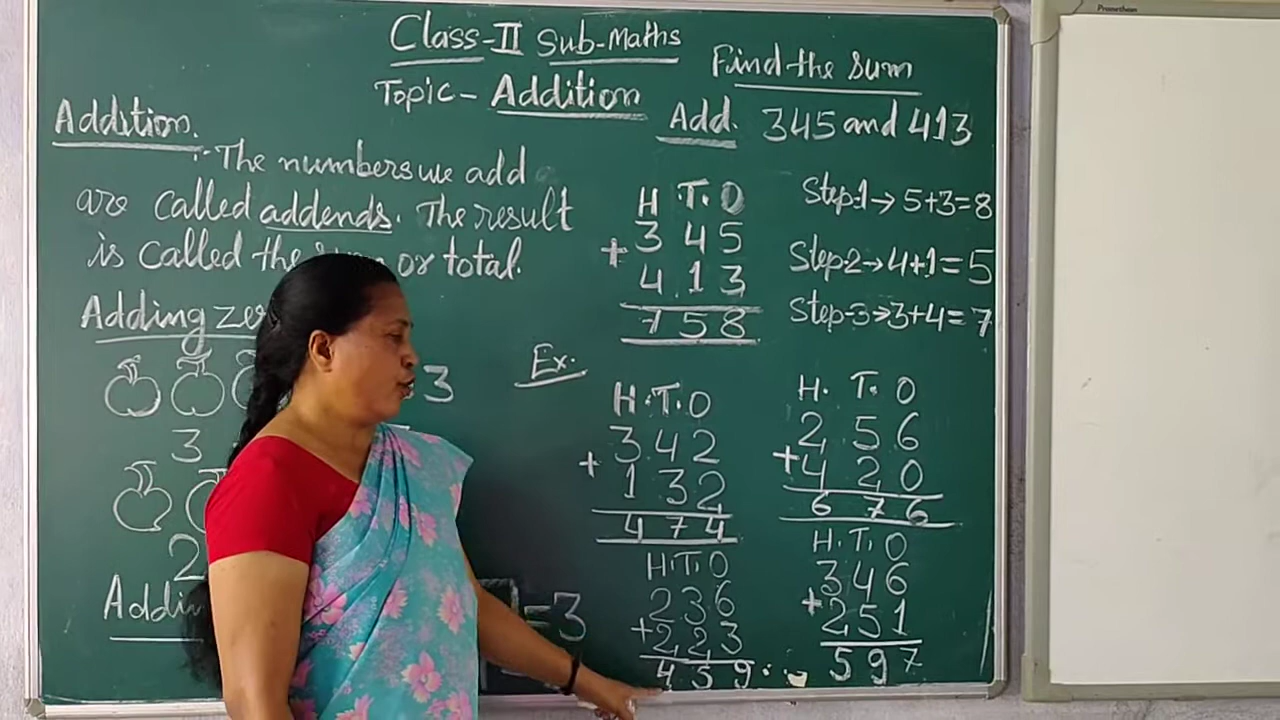 Class-II Sub-Maths
Topic- Addition
Addition.
:- The numbers we add
are called addends. The result
is called the or total.
Adding
3
3
2
=3
Find the Sum
Add. 345 and 413
H T. O
3 4 5
+ 4 1 3
7 5 8
Step:1→ 5+3=8
Step-2→4+1=5
Step-3→3+4=7
Ex:-
H.T.O
3 4 2
+ 1 3 2
4 7 4
H. T. O
2 5 6
+ 4 2 0
6 7 6
H.T.O
2 3 6
+ 2 2 3
4 5 9
H.T.O
3 4 6
+ 2 5 1
5 9 7
Promethean